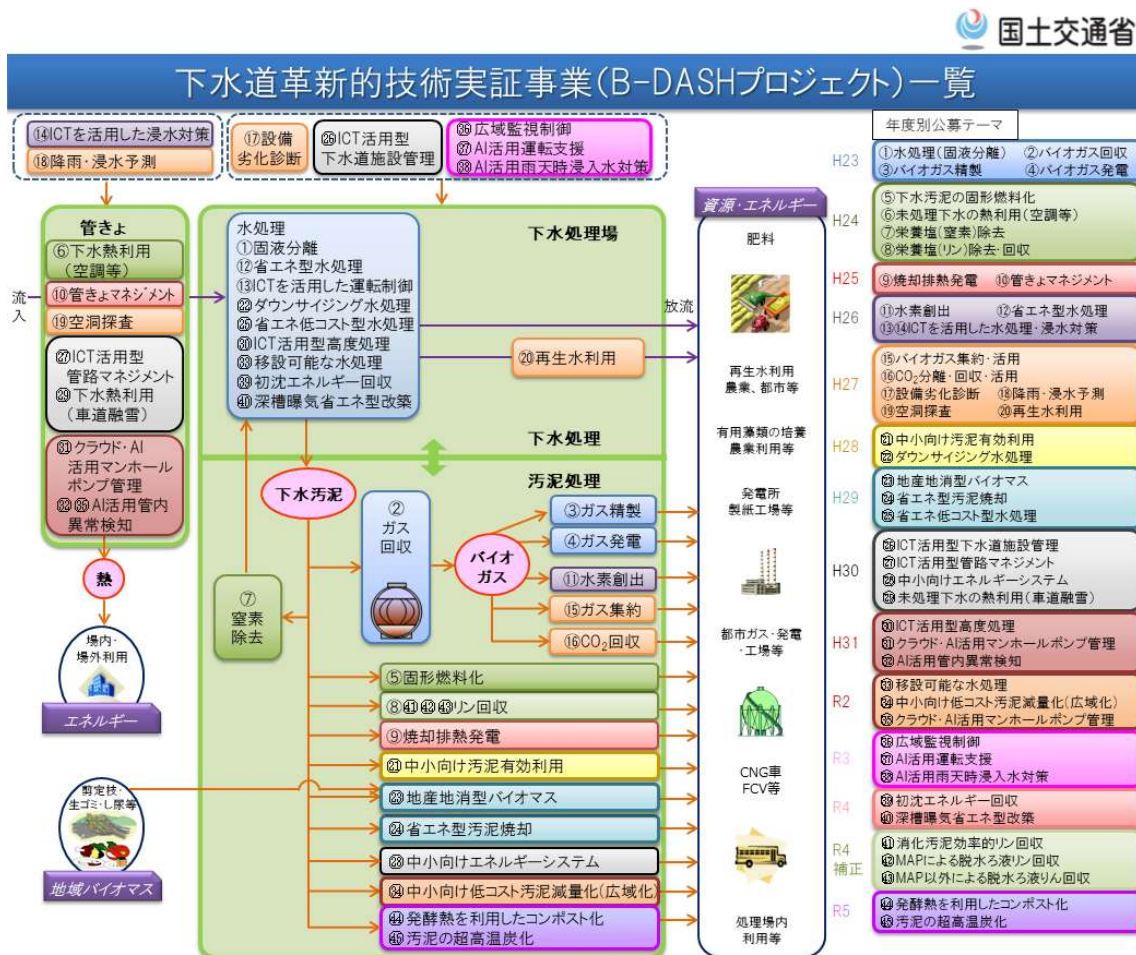 国土交通省
下水道革新的技術実証事業(B-DASHプロジェクト)一覧
⑭ICTを活用した浸水対策
⑱降雨・浸水予測
⑰設備
劣化診断
㉖ICT活用型
下水道施設管理
㊱広域監視制御
㊲AI活用運転支援
㊳AI活用雨天時浸入水対策
管きょ
⑥下水熱利用
(空調等)
⑩管きょマネジメント
⑲空洞探査
㉗ICT活用型
管路マネジメント
㉙下水熱利用
(車道融雪)
㉛クラウド・AI
活用マンホール
ポンプ管理
㉜㉟AI活用管内
異常検知
流
入
熱
場内・
場外利用
エネルギー
剪定枝・
生ゴミ・し尿等
地域バイオマス
下水処理場
水処理
①固液分離
⑫省エネ型水処理
⑬ICTを活用した運転制御
㉒ダウンサイジング水処理
㉕省エネ低コスト型水処理
㉚ICT活用型高度処理
㉝移設可能な水処理
㊴初沈エネルギー回収
㊵深槽曝気省エネ型改築
⑳再生水利用
放流
下水処理
汚泥処理
下水汚泥
②
ガス
回収
⑦
窒素
除去
バイオ
ガス
③ガス精製
④ガス発電
⑪水素創出
⑮ガス集約
⑯CO₂回収
⑤固形燃料化
⑧㊶㊷㊸リン回収
⑨焼却排熱発電
㉑中小向け汚泥有効利用
㉓地産地消型バイオマス
㉔省エネ型汚泥焼却
㉘中小向けエネルギーシステム
㉞中小向け低コスト汚泥減量化(広域化)
㊹発酵熱を利用したコンポスト化
㊺汚泥の超高温炭化
資源・エネルギー
肥料
再生水利用
農業、都市等
有用藻類の培養
農業利用等
発電所
製紙工場等
都市ガス・発電
・工場等
CNG車
FCV等
処理場内
利用等
年度別公募テーマ
H23
①水処理(固液分離) ②バイオガス回収
③バイオガス精製 ④バイオガス発電
H24
⑤下水汚泥の固形燃料化
⑥未処理下水の熱利用(空調等)
⑦栄養塩(窒素)除去
⑧栄養塩(リン)除去・回収
H25
⑨焼却排熱発電 ⑩管きょマネジメント
H26
⑪水素創出 ⑫省エネ型水処理
⑬⑭ICTを活用した水処理・浸水対策
H27
⑮バイオガス集約・活用
⑯CO₂分離・回収・活用
⑰設備劣化診断 ⑱降雨・浸水予測
⑲空洞探査 ⑳再生水利用
H28
㉑中小向け汚泥有効利用
㉒ダウンサイジング水処理
H29
㉓地産地消型バイオマス
㉔省エネ型汚泥焼却
㉕省エネ低コスト型水処理
H30
㉖ICT活用型下水道施設管理
㉗ICT活用型管路マネジメント
㉘中小向けエネルギーシステム
㉙未処理下水の熱利用(車道融雪)
H31
㉚ICT活用型高度処理
㉛クラウド・AI活用マンホールポンプ管理
㉜AI活用管内異常検知
R2
㉝移設可能な水処理
㉞中小向け低コスト汚泥減量化(広域化)
㉟クラウド・AI活用マンホールポンプ管理
R3
㊱広域監視制御
㊲AI活用運転支援
㊳AI活用雨天時浸入水対策
R4
㊴初沈エネルギー回収
㊵深槽曝気省エネ型改築
R4
補正
㊶消化汚泥効率的リン回収
㊷MAPによる脱水ろ液リン回収
㊸MAP以外による脱水ろ液りん回収
R5
㊹発酵熱を利用したコンポスト化
㊺汚泥の超高温炭化